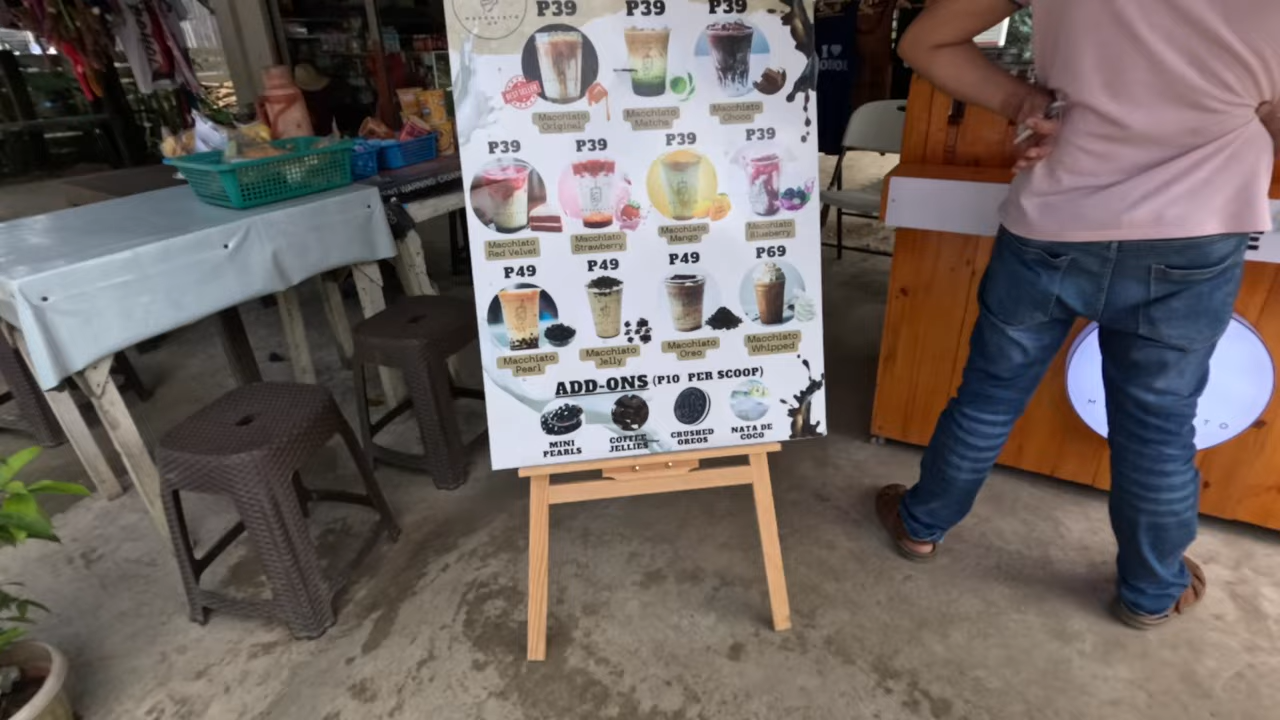 P39 P39 P39
BEST SELLER
Macchiato Original
Macchiato Matcha
Macchiato Choco
P39 P39 P39 P39
Macchiato Red Velvet
Macchiato Strawberry
Macchiato Mango
Macchiato Blueberry
P49 P49 P49 P69
Macchiato Pearl
Macchiato Jelly
Macchiato Oreo
Macchiato Whipped
ADD-ONS (P10 PER SCOOP)
MINI PEARLS
COFFEE JELLIES
CRUSHED OREOS
NATA DE COCO
I